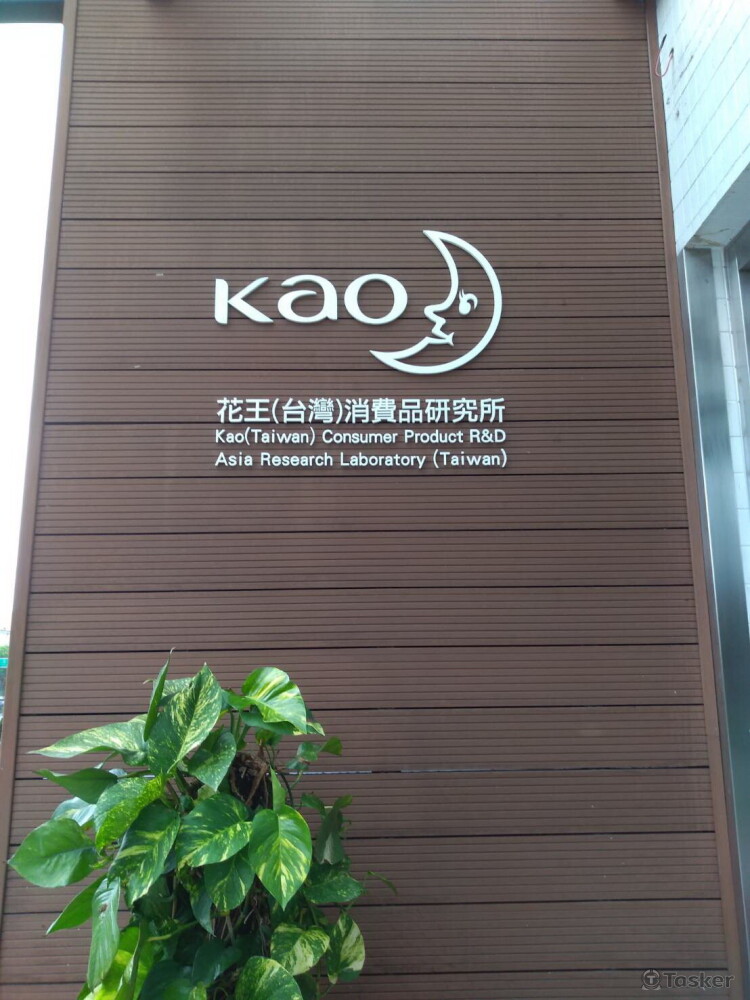 Kao
花王(台灣)消費品研究所
Kao(Taiwan) Consumer Product R&D
Asia Research Laboratory (Taiwan)
Tasker